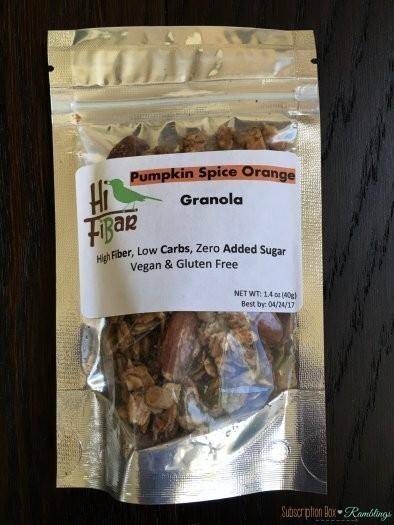 Pumpkin Spice Orange
Granola
Hi
FiBar
High Fiber, Low Carbs, Zero Added Sugar
Vegan & Gluten Free
NET WT: 1.4 oz (40g)
Best by: 04/24/17
Subscription Box Ramblings